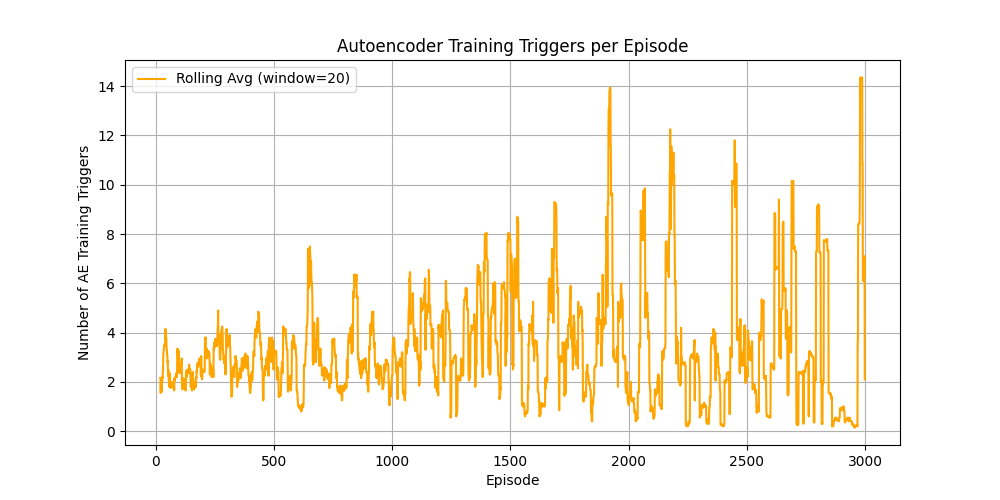 Autoencoder Training Triggers per Episode
Rolling Avg (window=20)
Number of AE Training Triggers
14
12
10
8
6
4
2
0
0 500 1000 1500 2000 2500 3000
Episode